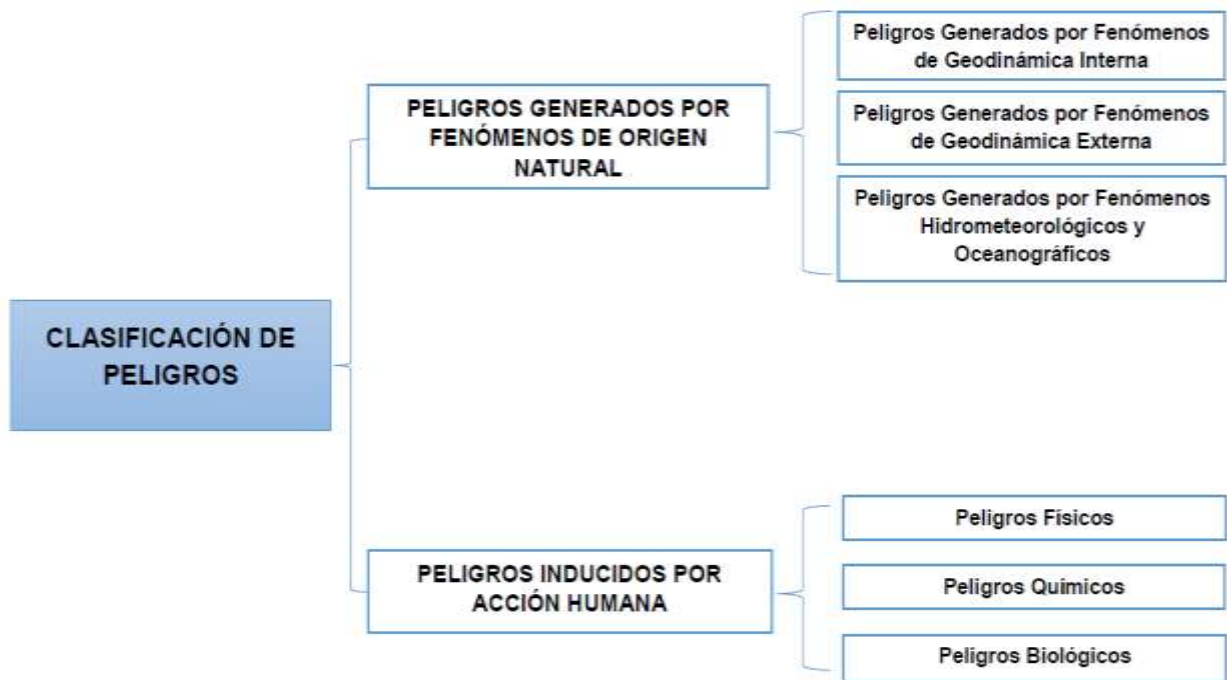 CLASIFICACIÓN DE
PELIGROS
PELIGROS GENERADOS POR
FENÓMENOS DE ORIGEN
NATURAL
Peligros Generados por Fenómenos
de Geodinámica Interna
Peligros Generados por Fenómenos
de Geodinámica Externa
Peligros Generados por Fenómenos
Hidrometeorológicos y
Oceanográficos
PELIGROS INDUCIDOS POR
ACCIÓN HUMANA
Peligros Físicos
Peligros Químicos
Peligros Biológicos